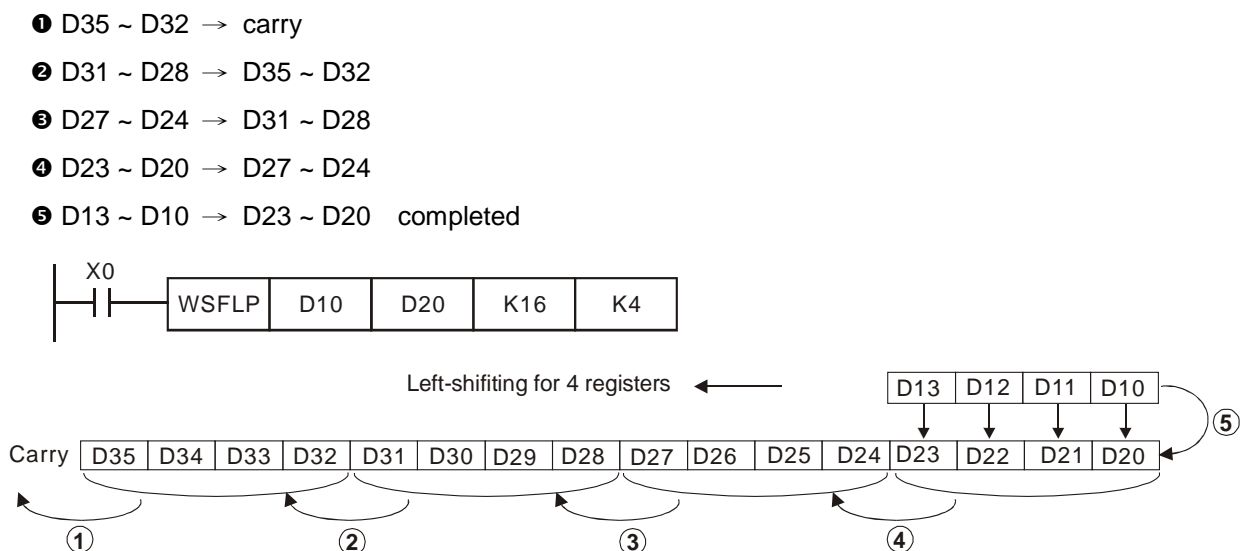 ❶ D35 ~ D32 → carry
❷ D31 ~ D28 → D35 ~ D32
❸ D27 ~ D24 → D31 ~ D28
❹ D23 ~ D20 → D27 ~ D24
❺ D13 ~ D10 → D23 ~ D20 completed
X0
WSFLP D10 D20 K16 K4
Left-shifiting for 4 registers
D13 D12 D11 D10
⑤
Carry D35 D34 D33 D32 D31 D30 D29 D28 D27 D26 D25 D24 D23 D22 D21 D20
① ② ③ ④